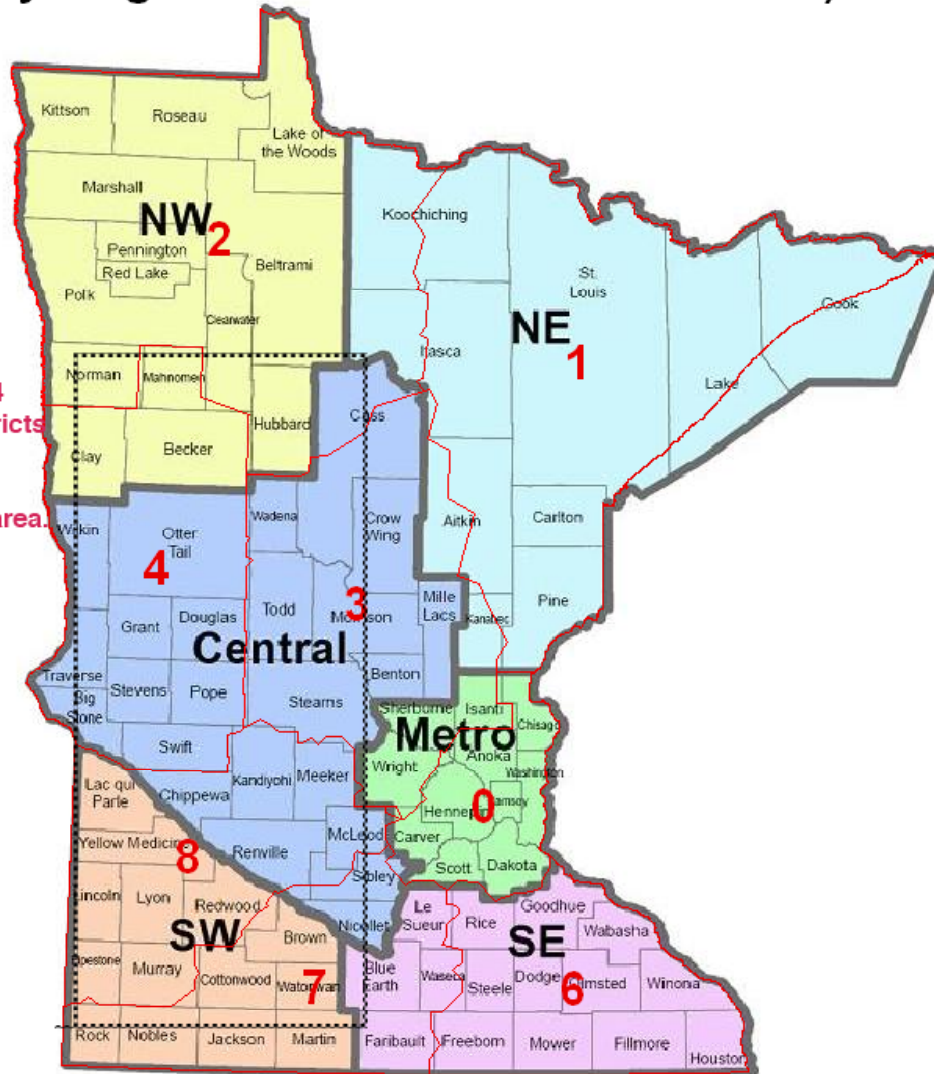 Kittson
Roseau
Lake of
the Woods
Marshall
Koochiching
NW
2
Pennington
Beltrami
Red Lake
St.
Louis
Polk
Cook
Clearwater
NE
Itasca
1
Norman
Mahnomen
Lake
4
Cass
Hubbard
ricts
Becker
Clay
area.
Wilkin
Otter
Tail
Wadena
Crow
Wing
Aitkin
Carlton
4
3
Mille
Lacs
Pine
Todd
Morrison
Grant
Douglas
Kanabec
Central
Traverse
Benton
Stevens
Pope
Big
Stone
Stearns
Sherburne
Isanti
Chisago
Metro
Swift
Anoka
Wright
Washington
Kandiyohi
Meeker
Lac qui
Parle
Chippewa
Ramsey
Hennepin
0
McLeod
Carver
Yellow Medicine
8
Renville
Scott
Dakota
Sibley
Lincoln
Lyon
Redwood
Le
Sueur
Rice
Goodhue
SW
Nicollet
Wabasha
Brown
SE
Pipestone
Murray
Cottonwood
Watonwan
7
Blue
Earth
Waseca
Steele
Dodge
6
Olmsted
Winona
Rock
Nobles
Jackson
Martin
Faribault
Freeborn
Mower
Fillmore
Houston